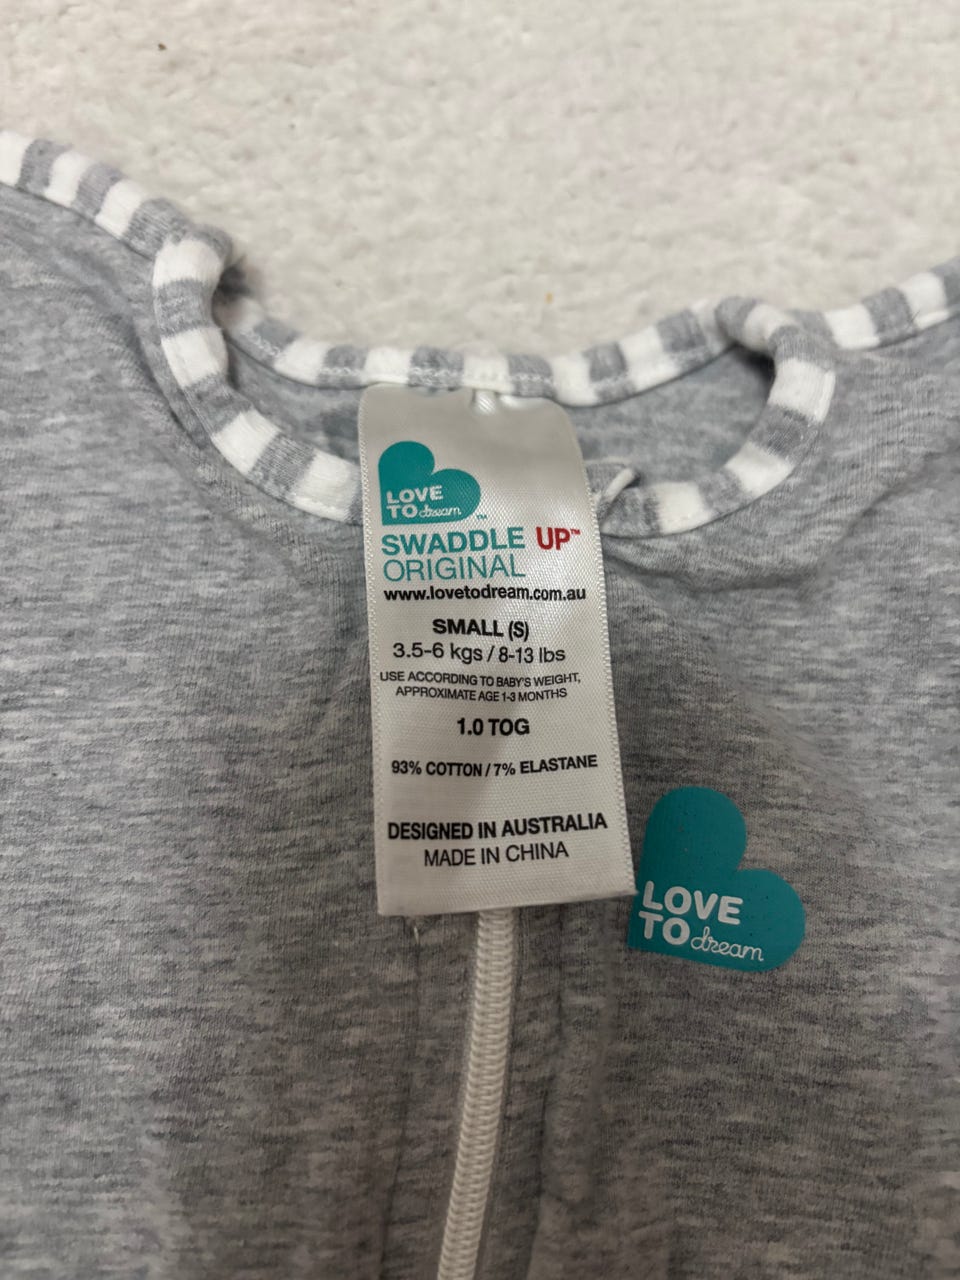 LOVE
TO dream™
SWADDLE UP™
ORIGINAL
www.lovetodream.com.au
SMALL (S)
3.5-6 kgs / 8-13 lbs
USE ACCORDING TO BABY'S WEIGHT,
APPROXIMATE AGE 1-3 MONTHS
1.0 TOG
93% COTTON / 7% ELASTANE
DESIGNED IN AUSTRALIA
MADE IN CHINA
LOVE
TO dream